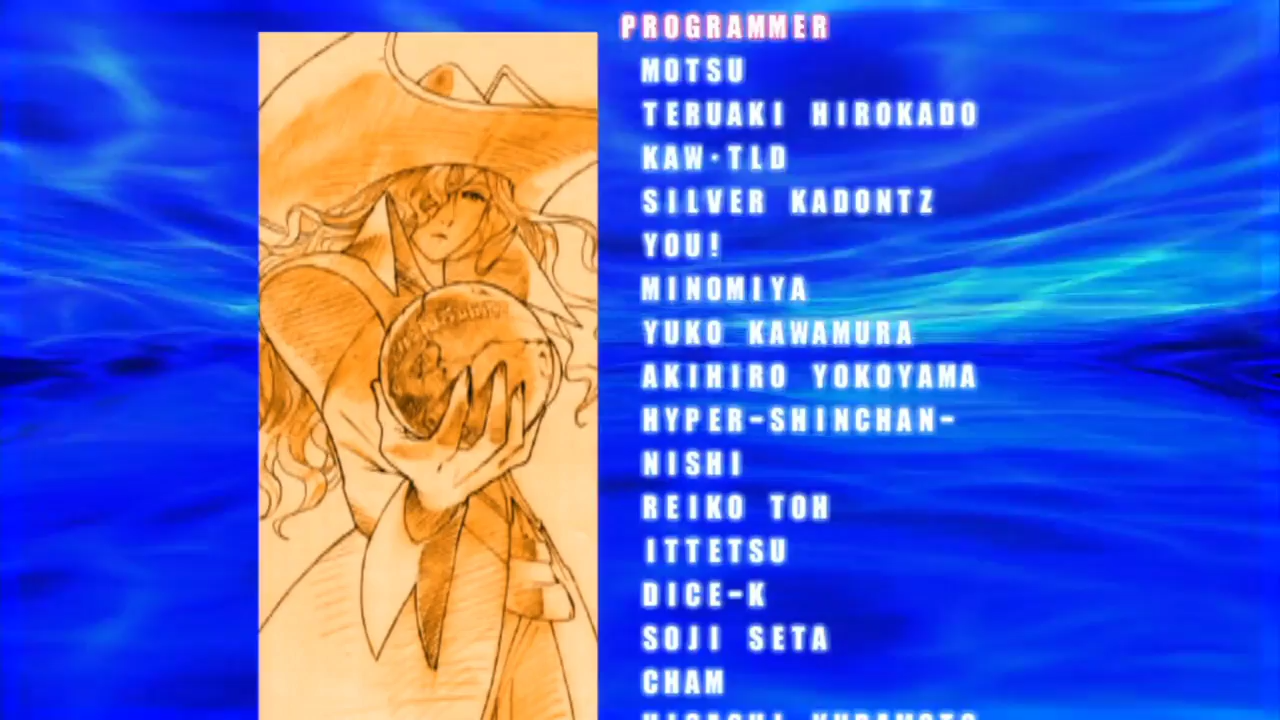 PROGRAMMER
MOTSU
TERUAKI HIROKADO
KAW·TLD
SILVER KADONTZ
YOU!
MINOMIYA
YUKO KAWAMURA
AKIHIRO YOKOYAMA
HYPER-SHINCHAN-
NISHI
REIKO TOH
ITTETSU
DICE-K
SOJI SETA
CHAM